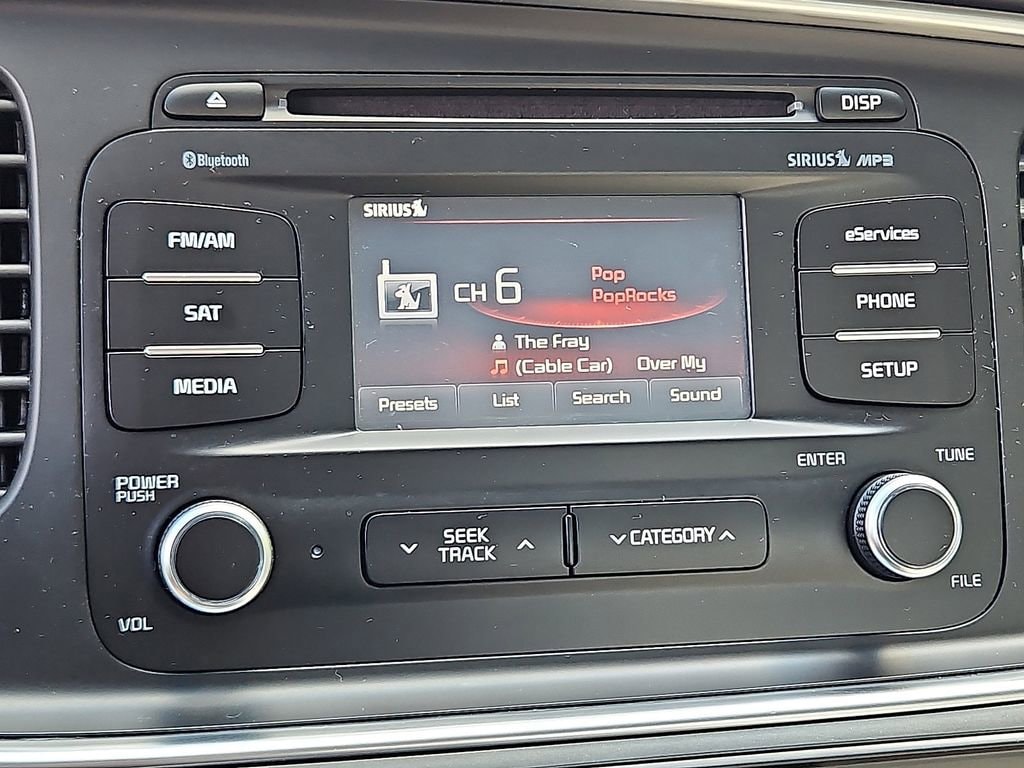 DISP
Bluetooth
SIRIUS MP3
FM/AM
SAT
MEDIA
SIRIUS
CH 6
Pop
PopRocks
The Fray
(Cable Car) Over My
Presets List Search Sound
eServices
PHONE
SETUP
POWER
PUSH
VOL
SEEK
TRACK
CATEGORY
ENTER
TUNE
FILE